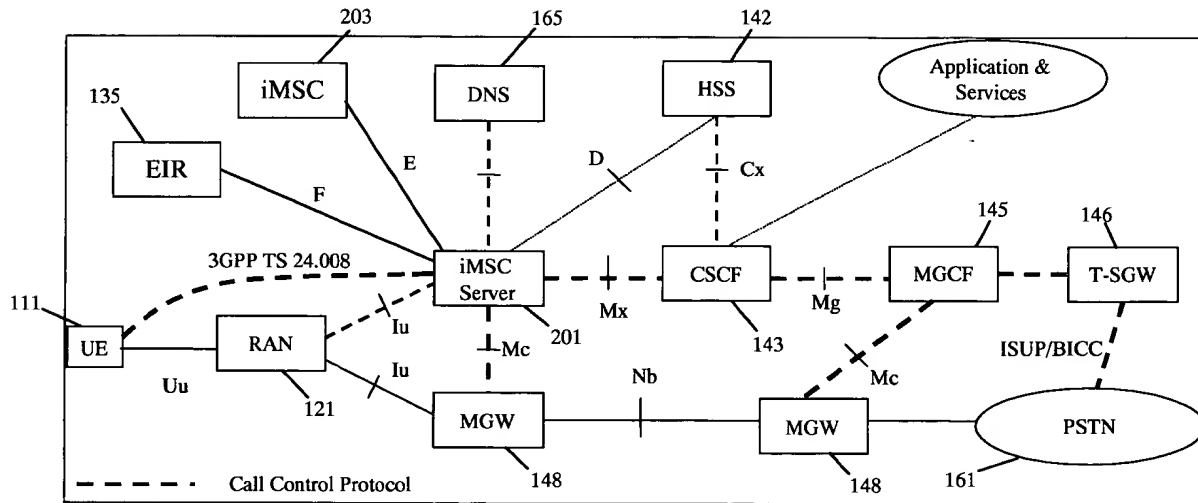 203
165
142
135
iMSC
DNS
HSS
Application &
Services
EIR
E
D
Cx
F
145
146
3GPP TS 24.008
iMSC
Server
CSCF
MGCF
T-SGW
111
Iu
Mx
Mg
201
143
UE
RAN
Mc
ISUP/BICC
Uu
Iu
Nb
Mc
121
MGW
MGW
PSTN
148
148
161
Call Control Protocol